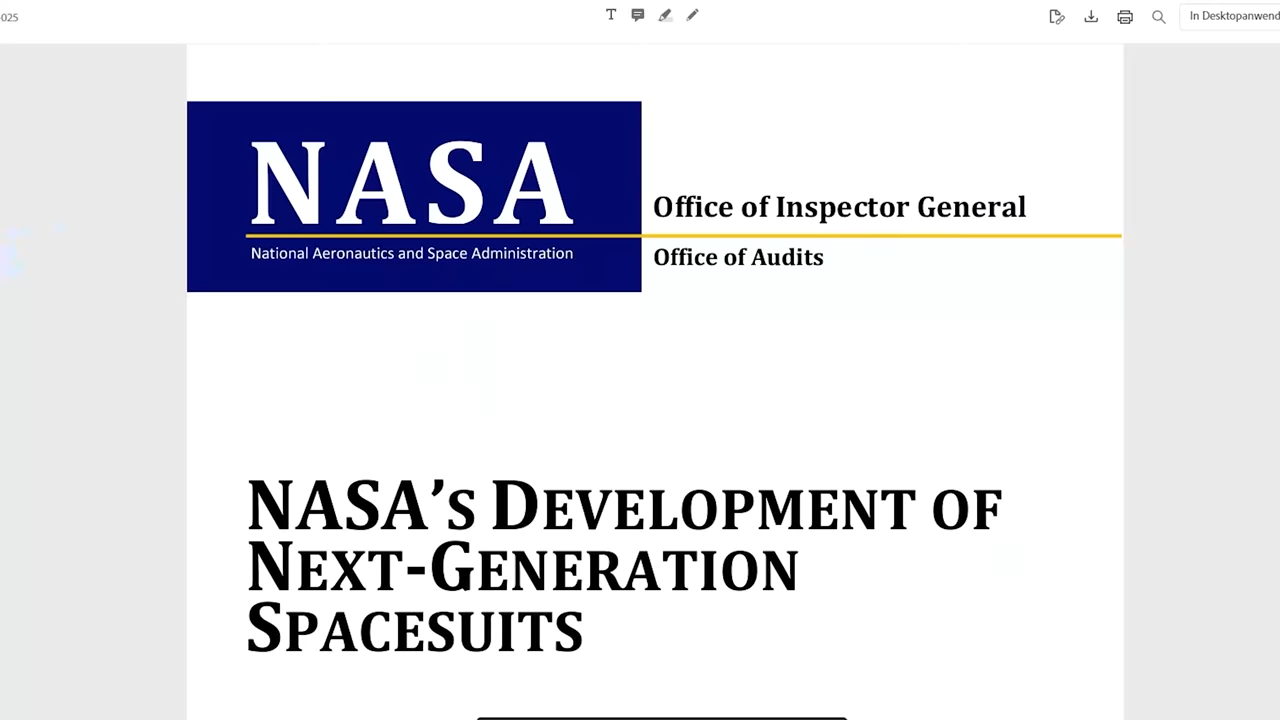 025
In Desktopanwend
NASA
National Aeronautics and Space Administration
Office of Inspector General
Office of Audits
NASA’S DEVELOPMENT OF
NEXT-GENERATION
SPACESUITS